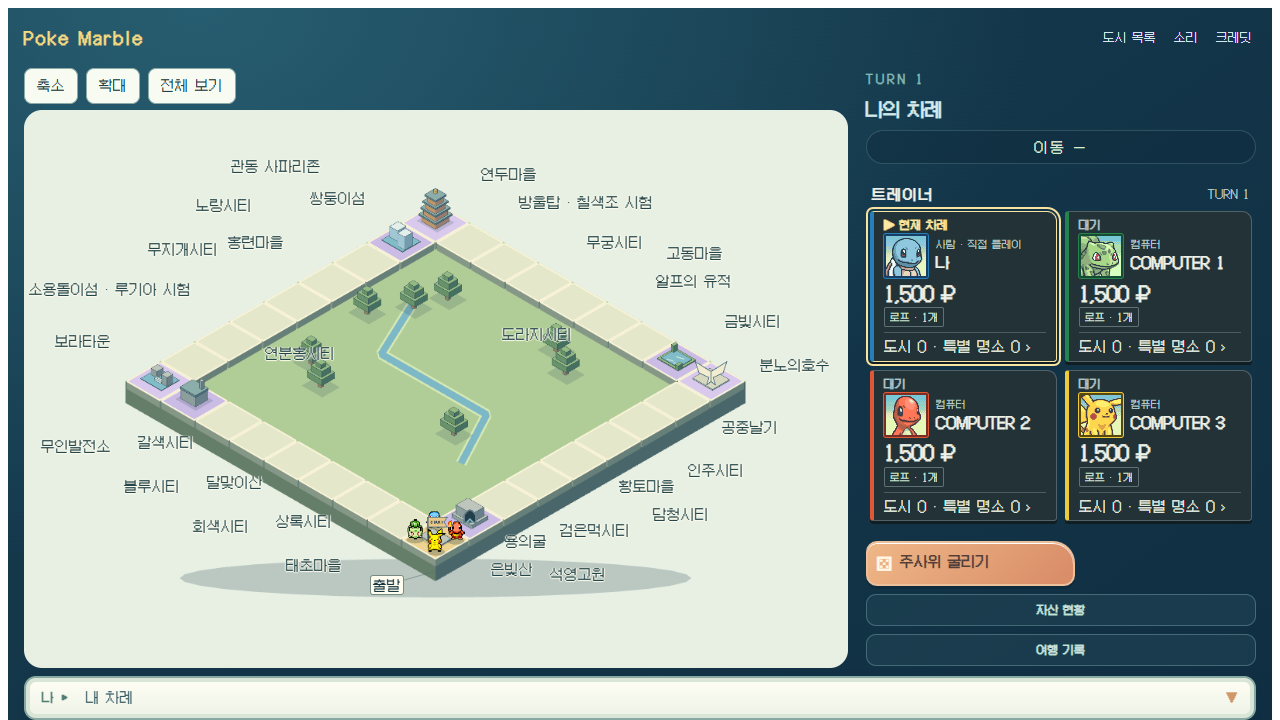 Poke Marble
도시 목록 소리 크레딧
축소 확대 전체 보기
관동 사파리존
연두마을
노랑시티
쌍둥이섬
방울탑 · 칠색조 시험
무지개시티
홍련마을
무궁시티
고동마을
소용돌이섬 · 루기아 시험
알프의 유적
보라타운
연분홍시티
도라지시티
금빛시티
분노의호수
무인발전소
갈색시티
공중날기
블루시티
달맞이산
황토마을
인주시티
회색시티
상록시티
용의굴
검은먹시티
담청시티
태초마을
출발
은빛산
석영고원
TURN 1
나의 차례
이동 —
트레이너
TURN 1
▶ 현재 차례
사람 · 직접 플레이
나
1,500 ₽
로프 · 1개
도시 0 · 특별 명소 0 ›
대기
컴퓨터
COMPUTER 1
1,500 ₽
로프 · 1개
도시 0 · 특별 명소 0 ›
대기
컴퓨터
COMPUTER 2
1,500 ₽
로프 · 1개
도시 0 · 특별 명소 0 ›
대기
컴퓨터
COMPUTER 3
1,500 ₽
로프 · 1개
도시 0 · 특별 명소 0 ›
주사위 굴리기
자산 현황
여행 기록
나 ▶ 내 차례 ▼